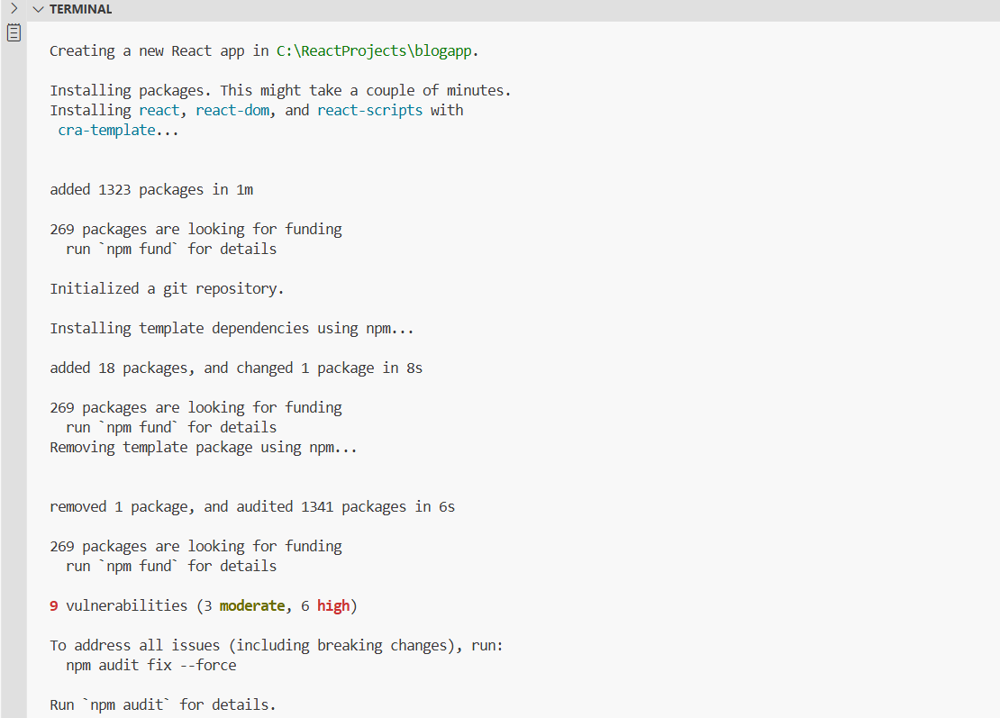 TERMINAL
Creating a new React app in C:\ReactProjects\blogapp.
Installing packages. This might take a couple of minutes.
Installing react, react-dom, and react-scripts with
 cra-template...
added 1323 packages in 1m
269 packages are looking for funding
  run `npm fund` for details
Initialized a git repository.
Installing template dependencies using npm...
added 18 packages, and changed 1 package in 8s
269 packages are looking for funding
  run `npm fund` for details
Removing template package using npm...
removed 1 package, and audited 1341 packages in 6s
269 packages are looking for funding
  run `npm fund` for details
9 vulnerabilities (3 moderate, 6 high)
To address all issues (including breaking changes), run:
  npm audit fix --force
Run `npm audit` for details.